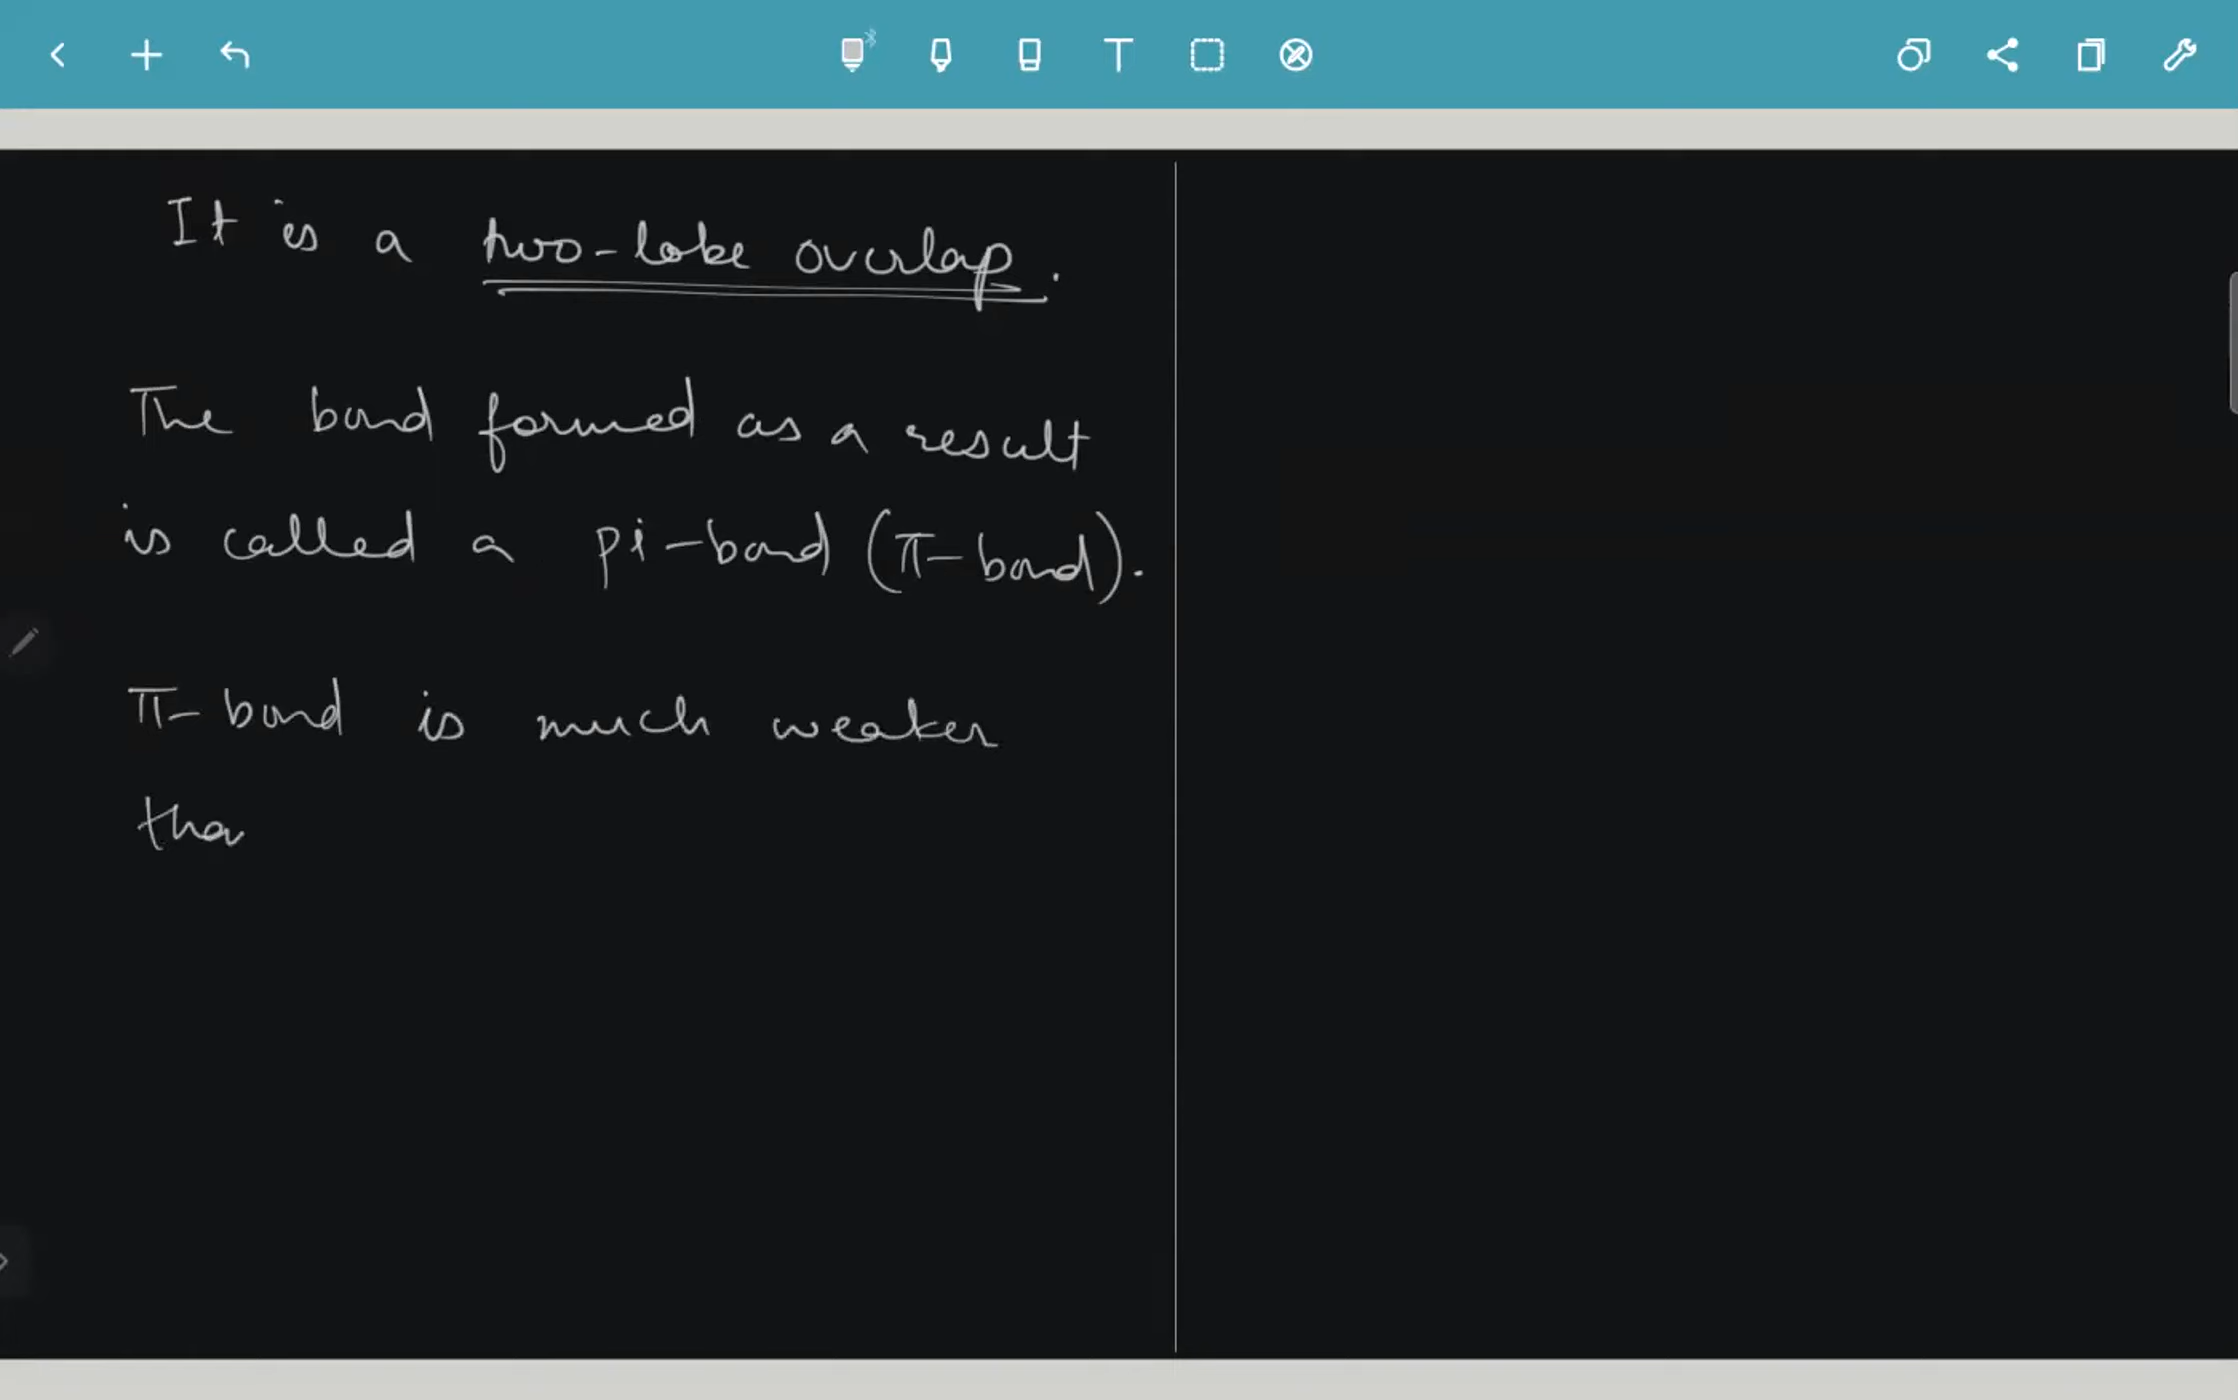 It is a two-lobe overlap.
The bond formed as a result
is called a pi-bond (π-bond).
π-bond is much weaker
than